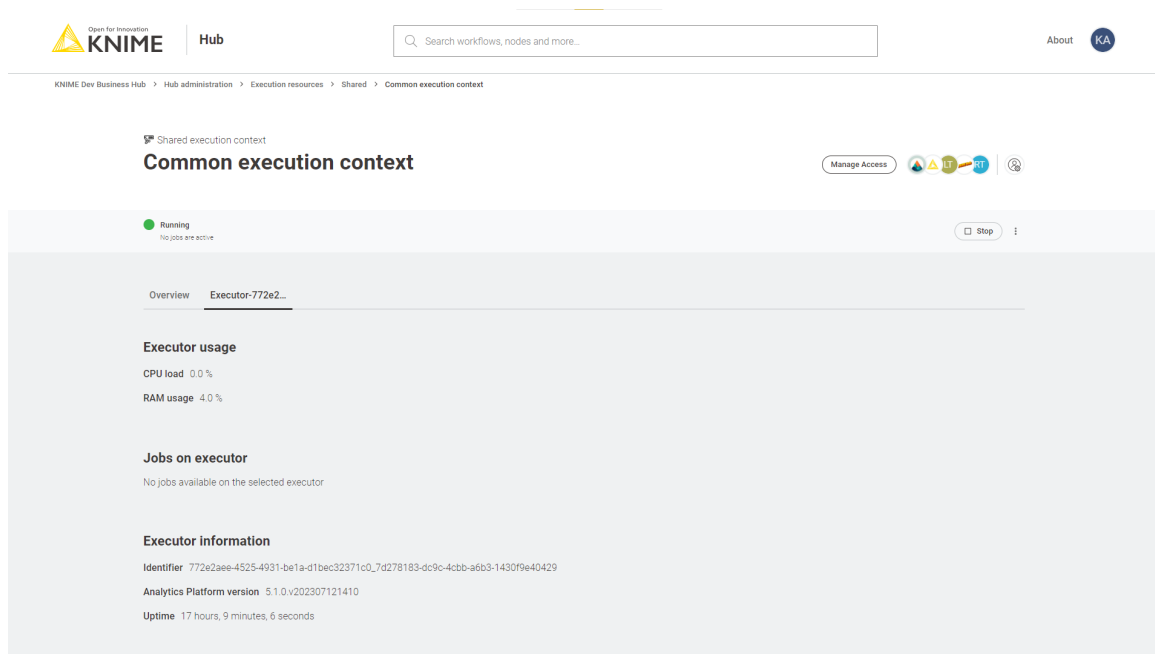 Open for Innovation
KNIME
Hub
Search workflows, nodes and more...
About
KA
KNIME Dev Business Hub > Hub administration > Execution resources > Shared > Common execution context
Shared execution context
Common execution context
Manage Access
LT
RT
Running
No jobs are active
Stop
Overview
Executor-772e2...
Executor usage
CPU load 0.0 %
RAM usage 4.0 %
Jobs on executor
No jobs available on the selected executor
Executor information
Identifier 772e2aee-4525-4931-be1a-d1bec32371c0_7d278183-dc9c-4cbb-a6b3-1430f9e40429
Analytics Platform version 5.1.0.v202307121410
Uptime 17 hours, 9 minutes, 6 seconds